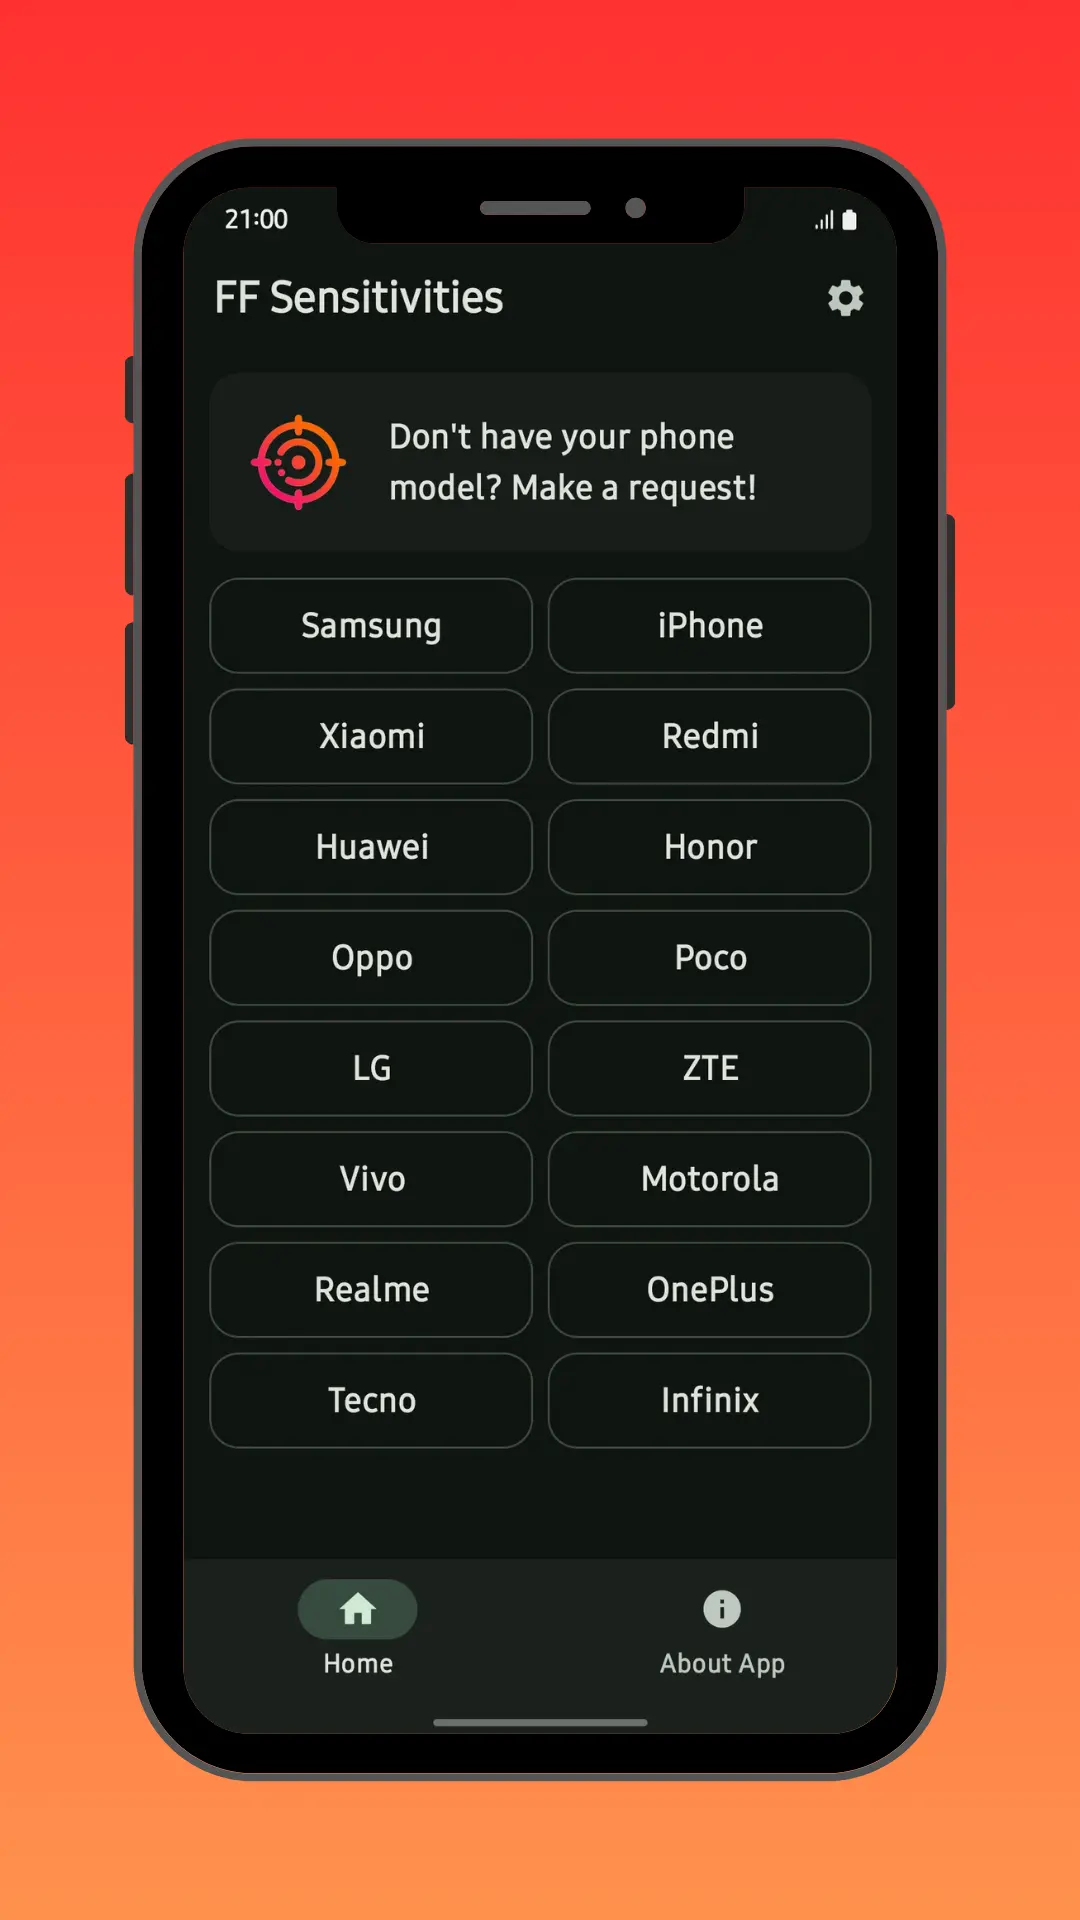 21:00
FF Sensitivities
Don't have your phone
model? Make a request!
Samsung
iPhone
Xiaomi
Redmi
Huawei
Honor
Oppo
Poco
LG
ZTE
Vivo
Motorola
Realme
OnePlus
Tecno
Infinix
Home
About App